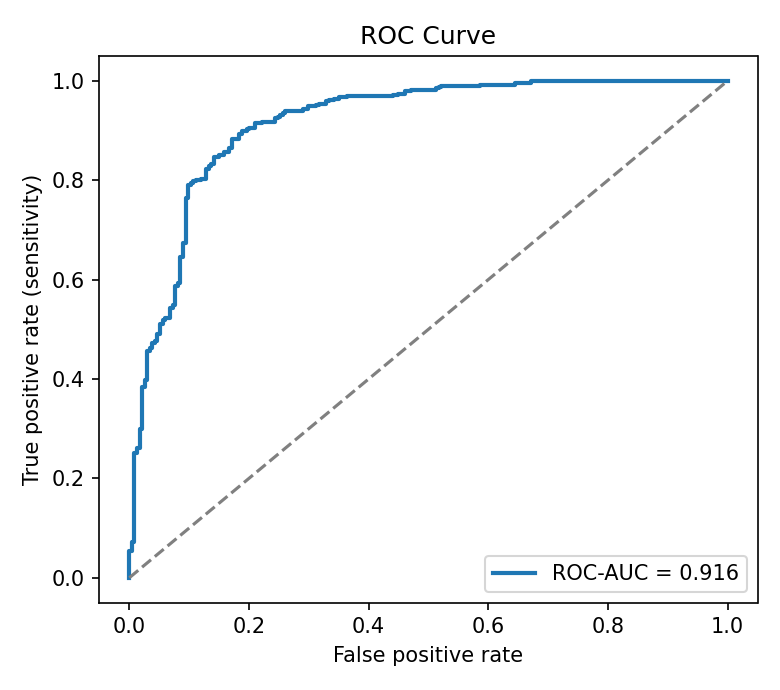 ROC Curve
True positive rate (sensitivity)
1.0
0.8
0.6
0.4
0.2
0.0
ROC-AUC = 0.916
0.0 0.2 0.4 0.6 0.8 1.0
False positive rate